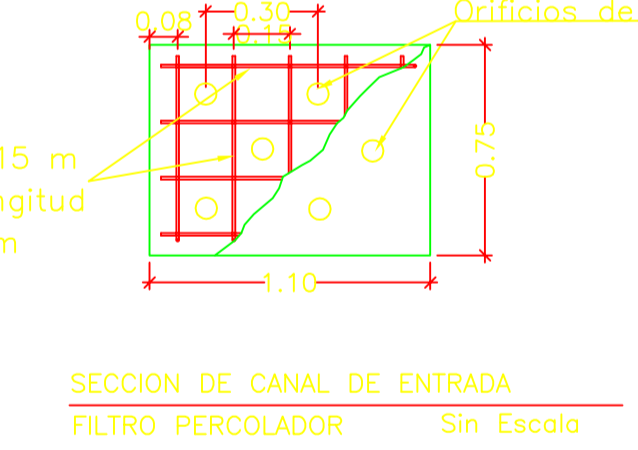 0.08
0.30
0.15
Orificios de
15 m
ngitud
m
0.75
1.10
SECCION DE CANAL DE ENTRADA
FILTRO PERCOLADOR Sin Escala